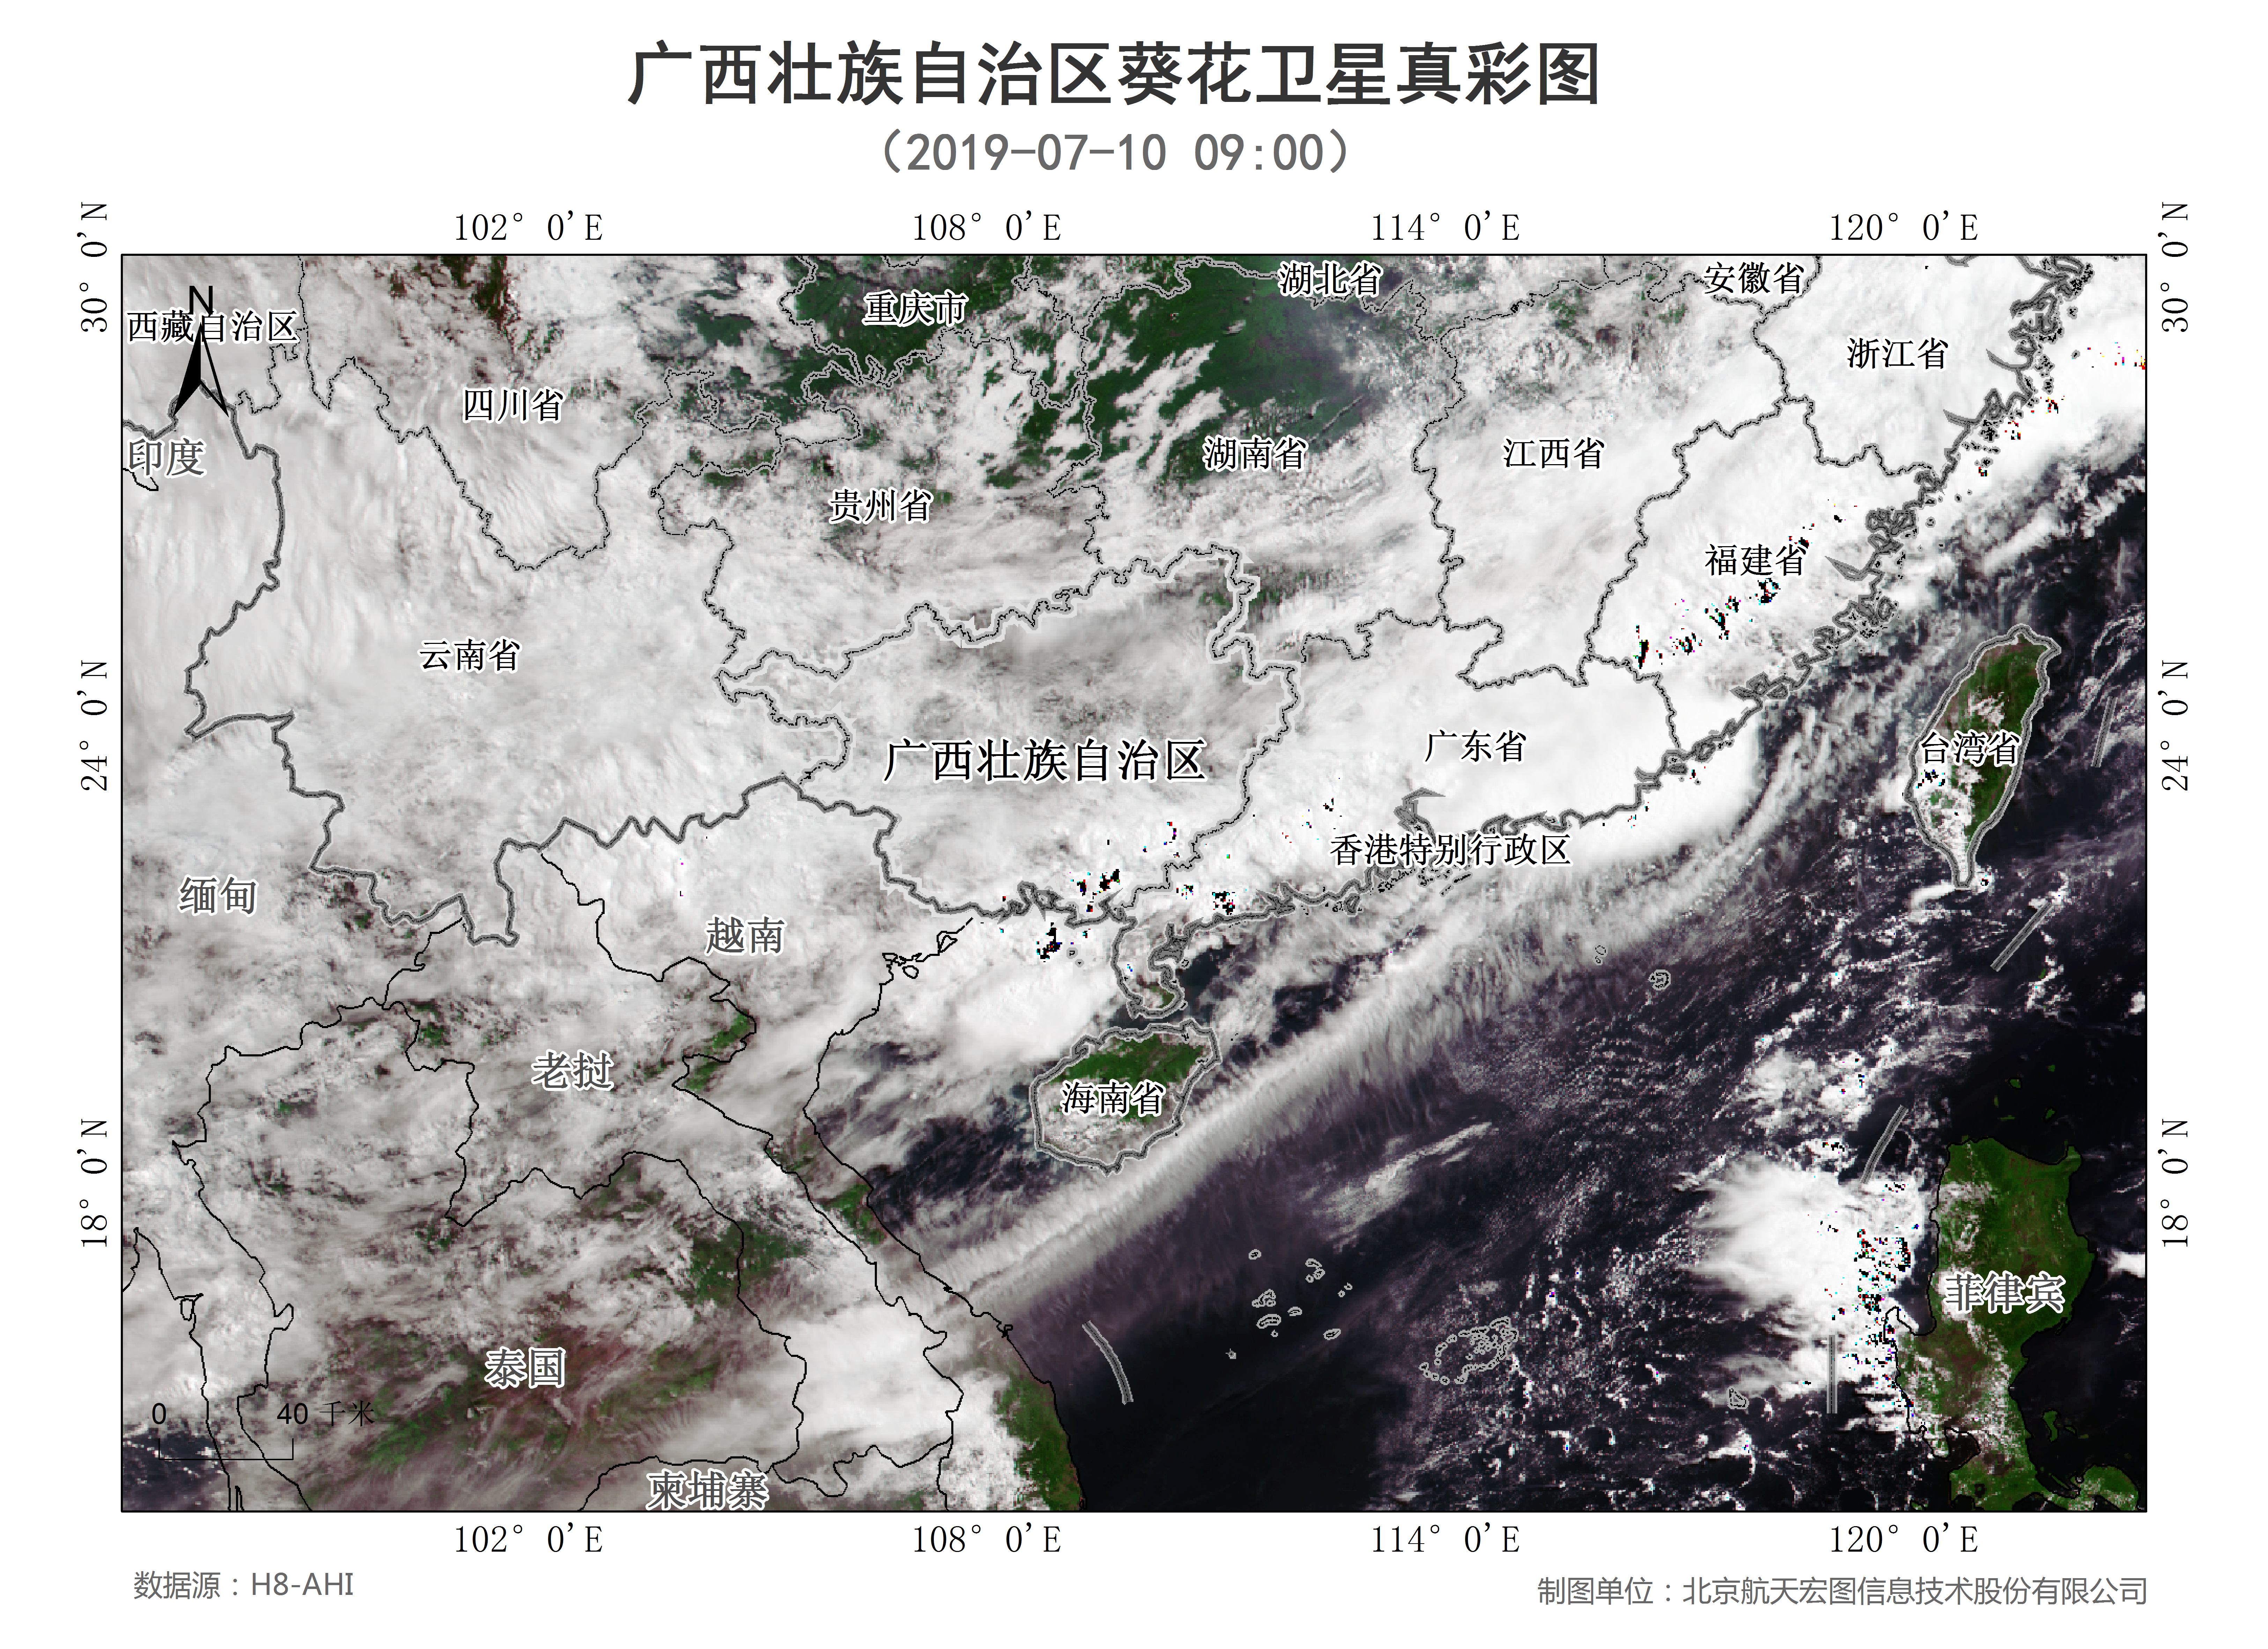 广西壮族自治区葵花卫星真彩图
(2019-07-10 09:00)
102° 0'E 108° 0'E 114° 0'E 120° 0'E
30° 0'N
30° 0'N
24° 0'N
24° 0'N
18° 0'N
18° 0'N
N
西藏自治区
重庆市
湖北省
安徽省
浙江省
四川省
印度
湖南省
江西省
贵州省
福建省
云南省
广西壮族自治区
广东省
台湾省
香港特别行政区
缅甸
越南
老挝
海南省
菲律宾
泰国
0 40 千米
柬埔寨
102° 0'E 108° 0'E 114° 0'E 120° 0'E
数据源：H8-AHI
制图单位：北京航天宏图信息技术股份有限公司